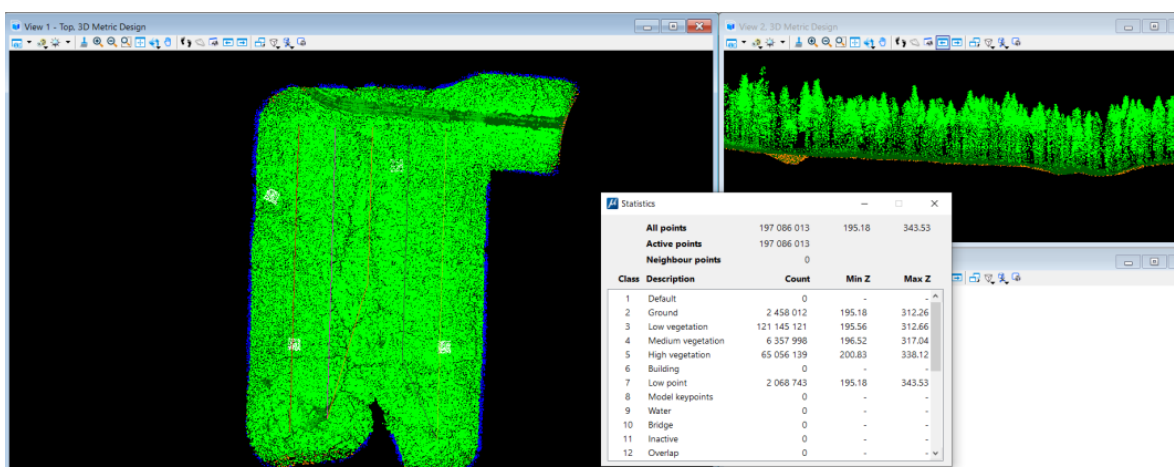 View 1 - Top, 3D Metric Design
View 2, 3D Metric Design
Statistics
All points 197 086 013 195.18 343.53
Active points 197 086 013
Neighbour points 0
Class Description Count Min Z Max Z
1 Default 0 - -
2 Ground 2 458 012 195.18 312.26
3 Low vegetation 121 145 121 195.56 312.66
4 Medium vegetation 6 357 998 196.52 317.04
5 High vegetation 65 056 139 200.83 338.12
6 Building 0 - -
7 Low point 2 068 743 195.18 343.53
8 Model keypoints 0 - -
9 Water 0 - -
10 Bridge 0 - -
11 Inactive 0 - -
12 Overlap 0 - -